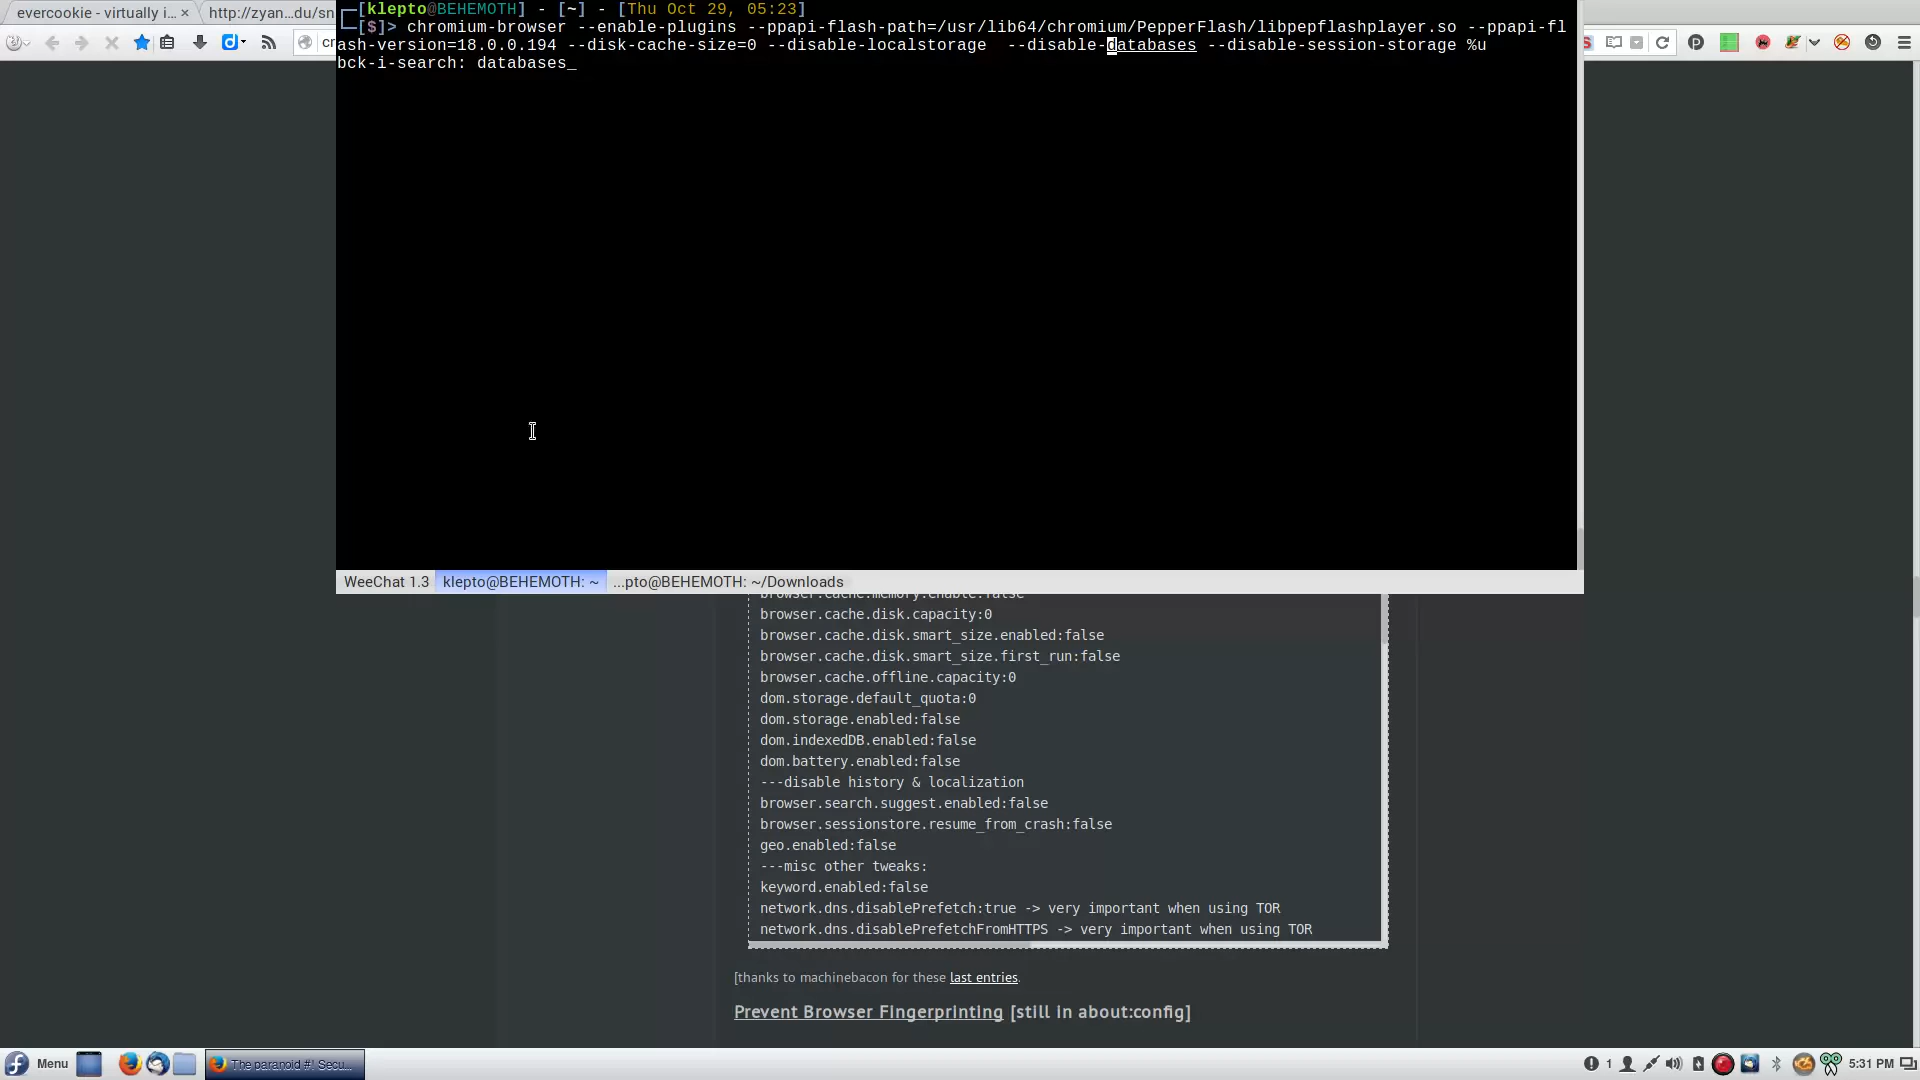 evercookie - virtually i... ×
http://zyan...du/sn
cr
[klepto@BEHEMOTH] - [~] - [Thu Oct 29, 05:23]
[$]> chromium-browser --enable-plugins --ppapi-flash-path=/usr/lib64/chromium/PepperFlash/libpepflashplayer.so --ppapi-fl
ash-version=18.0.0.194 --disk-cache-size=0 --disable-localstorage  --disable-databases --disable-session-storage %u
bck-i-search: databases_
WeeChat 1.3
klepto@BEHEMOTH: ~
...pto@BEHEMOTH: ~/Downloads
browser.cache.memory.enable:false
browser.cache.disk.capacity:0
browser.cache.disk.smart_size.enabled:false
browser.cache.disk.smart_size.first_run:false
browser.cache.offline.capacity:0
dom.storage.default_quota:0
dom.storage.enabled:false
dom.indexedDB.enabled:false
dom.battery.enabled:false
---disable history & localization
browser.search.suggest.enabled:false
browser.sessionstore.resume_from_crash:false
geo.enabled:false
---misc other tweaks:
keyword.enabled:false
network.dns.disablePrefetch:true -> very important when using TOR
network.dns.disablePrefetchFromHTTPS -> very important when using TOR
[thanks to machinebacon for these last entries.
Prevent Browser Fingerprinting [still in about:config]
Menu
The paranoid #! Secu...
1
5:31 PM